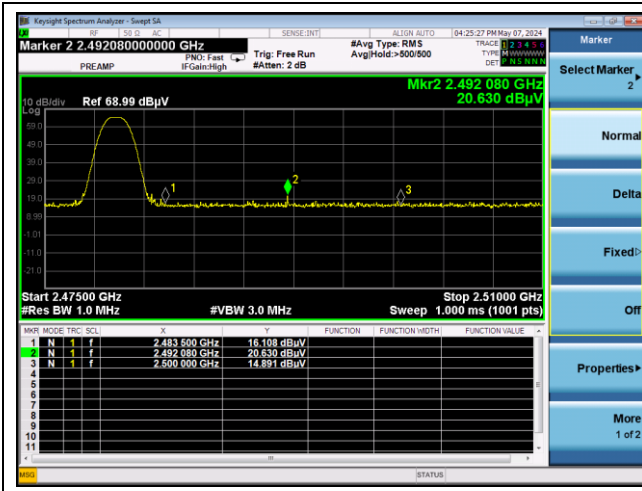 Keysight Spectrum Analyzer - Swept SA
RF 50 Ω AC SENSE:INT ALIGN AUTO 04:25:27 PM May 07, 2024
Marker 2 2.492080000000 GHz
PREAMP
PNO: Fast
IFGain:High
Trig: Free Run
#Atten: 2 dB
#Avg Type: RMS
Avg|Hold:>500/500
TRACE 1 2 3 4 5 6
TYPE M WWWWW
DET P N S N N N
Mkr2 2.492 080 GHz
20.630 dBµV
10 dB/div Ref 68.99 dBµV
Log
59.0
49.0
39.0
29.0
19.0
8.99
-1.01
-11.0
-21.0
1
2
3
Start 2.47500 GHz Stop 2.51000 GHz
#Res BW 1.0 MHz #VBW 3.0 MHz Sweep 1.000 ms (1001 pts)
MKR MODE TRC SCL X Y FUNCTION FUNCTION WIDTH FUNCTION VALUE
1 N 1 f 2.483 500 GHz 16.108 dBµV
2 N 1 f 2.492 080 GHz 20.630 dBµV
3 N 1 f 2.500 000 GHz 14.891 dBµV
4
5
6
7
8
9
10
11
MSG STATUS
Marker
Select Marker
2
Normal
Delta
Fixed
Off
Properties
More
1 of 2